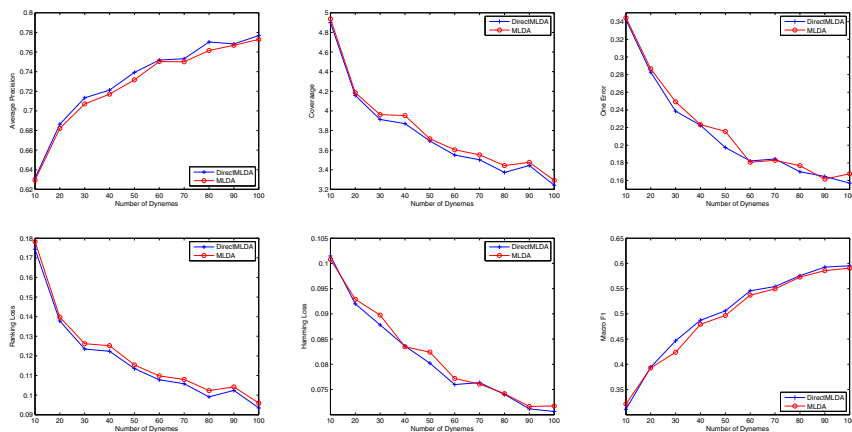 0.8
0.78
0.76
0.74
0.72
0.7
0.68
0.66
0.64
0.62
10 20 30 40 50 60 70 80 90 100
Number of Dynemes
Average Precision
DirectMLDA
MLDA
5
4.8
4.6
4.4
4.2
4
3.8
3.6
3.4
3.2
10 20 30 40 50 60 70 80 90 100
Number of Dynemes
Coveraige
DirectMLDA
MLDA
0.34
0.32
0.3
0.28
0.26
0.24
0.22
0.2
0.18
0.16
10 20 30 40 50 60 70 80 90 100
Number of Dynemes
One Error
DirectMLDA
MLDA
0.18
0.17
0.16
0.15
0.14
0.13
0.12
0.11
0.1
0.09
10 20 30 40 50 60 70 80 90 100
Number of Dynemes
Ranking Loss
DirectMLDA
MLDA
0.105
0.1
0.095
0.09
0.085
0.08
0.075
10 20 30 40 50 60 70 80 90 100
Number of Dynemes
Hamming Loss
DirectMLDA
MLDA
0.65
0.6
0.55
0.5
0.45
0.4
0.35
10 20 30 40 50 60 70 80 90 100
Number of Dynemes
Macro F1
DirectMLDA
MLDA